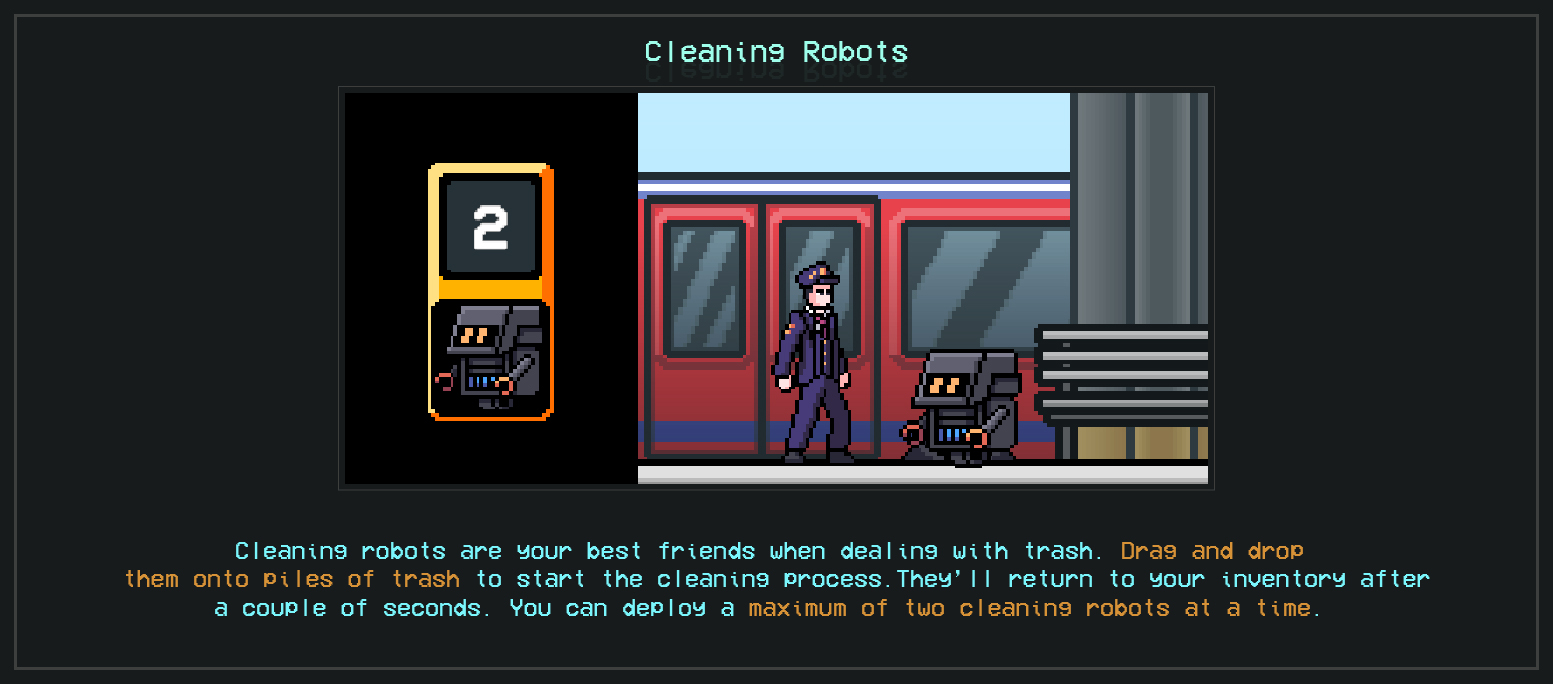 Cleaning Robots
2
Cleaning robots are your best friends when dealing with trash. Drag and drop
them onto piles of trash to start the cleaning process.They'll return to your inventory after
a couple of seconds. You can deploy a maximum of two cleaning robots at a time.